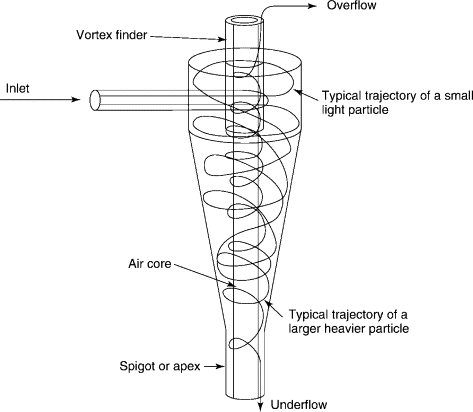 Overflow
Vortex finder
Inlet
Typical trajectory of a small
light particle
Air core
Typical trajectory of a
larger heavier particle
Spigot or apex
Underflow